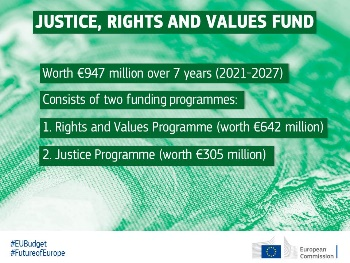 JUSTICE, RIGHTS AND VALUES FUND
Worth €947 million over 7 years (2021-2027)
Consists of two funding programmes:
1. Rights and Values Programme (worth €642 million)
2. Justice Programme (worth €305 million)
#EUBudget
#FutureofEurope
European
Commission